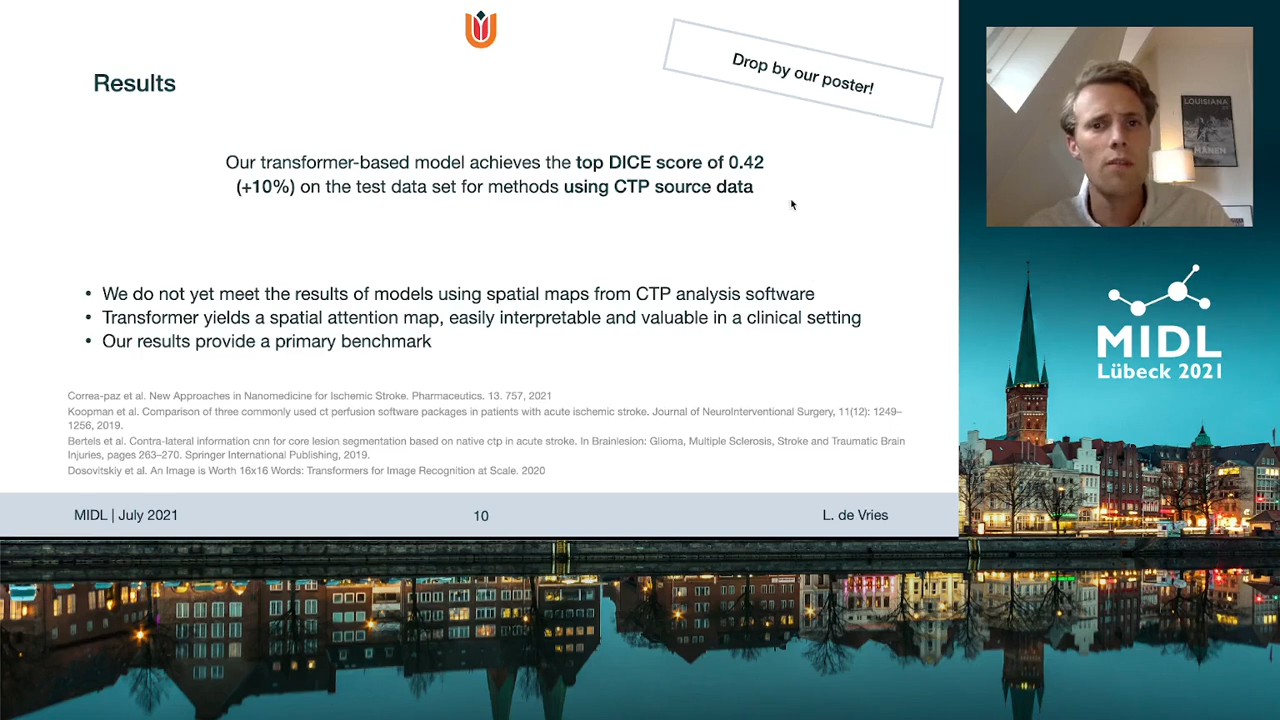 Drop by our poster!
Results
Our transformer-based model achieves the top DICE score of 0.42
(+10%) on the test data set for methods using CTP source data
• We do not yet meet the results of models using spatial maps from CTP analysis software
• Transformer yields a spatial attention map, easily interpretable and valuable in a clinical setting
• Our results provide a primary benchmark
Correa-paz et al. New Approaches in Nanomedicine for Ischemic Stroke. Pharmaceutics. 13. 757, 2021
Koopman et al. Comparison of three commonly used ct perfusion software packages in patients with acute ischemic stroke. Journal of NeuroInterventional Surgery, 11(12): 1249–
1256, 2019.
Bertels et al. Contra-lateral information cnn for core lesion segmentation based on native ctp in acute stroke. In Brainlesion: Glioma, Multiple Sclerosis, Stroke and Traumatic Brain
Injuries, pages 263–270. Springer International Publishing, 2019.
Dosovitskiy et al. An Image is Worth 16x16 Words: Transformers for Image Recognition at Scale. 2020
MIDL | July 2021
10
L. de Vries
LOUISIANA
MIDL
Lübeck 2021